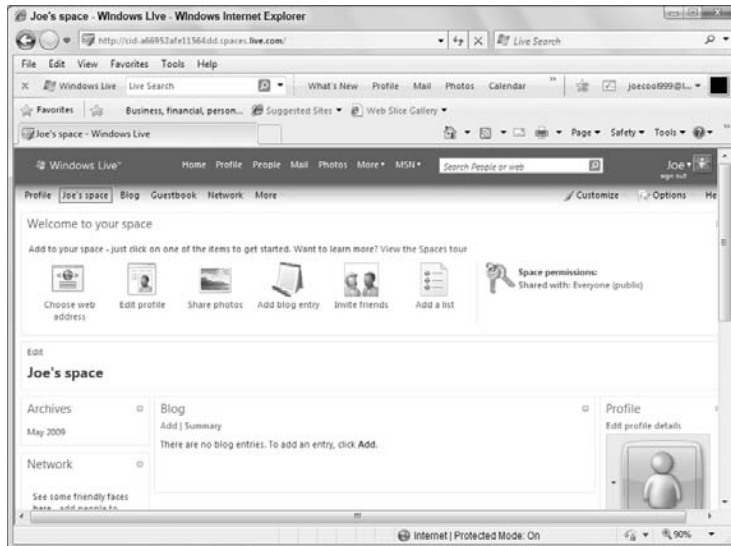 Joe's space - Windows Live - Windows Internet Explorer
http://cid-a66952afe11564dd.spaces.live.com/
Live Search
File Edit View Favorites Tools Help
Windows Live Live Search What's New Profile Mail Photos Calendar joecool999@l...
Favorites Business, financial, person... Suggested Sites Web Slice Gallery
Joe's space - Windows Live Page Safety Tools
Windows Live™ Home Profile People Mail Photos More MSN Search People or web Joe
sign out
Profile Joe's space Blog Guestbook Network More Customize Options He
Welcome to your space
Add to your space - just click on one of the items to get started. Want to learn more? View the Spaces tour
Choose web address
Edit profile
Share photos
Add blog entry
Invite friends
Add a list
Space permissions:
Shared with: Everyone (public)
Edit
Joe's space
Archives
May 2009
Network
See some friendly faces
here add people to
Blog
Add | Summary
There are no blog entries. To add an entry, click Add.
Profile
Edit profile details
Internet | Protected Mode: On 90%